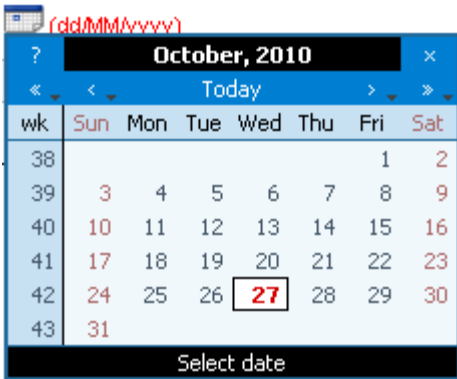 (dd/MM/yyyy)
? October, 2010 ×
« ‹ Today › »
wk Sun Mon Tue Wed Thu Fri Sat
38 1 2
39 3 4 5 6 7 8 9
40 10 11 12 13 14 15 16
41 17 18 19 20 21 22 23
42 24 25 26 27 28 29 30
43 31
Select date